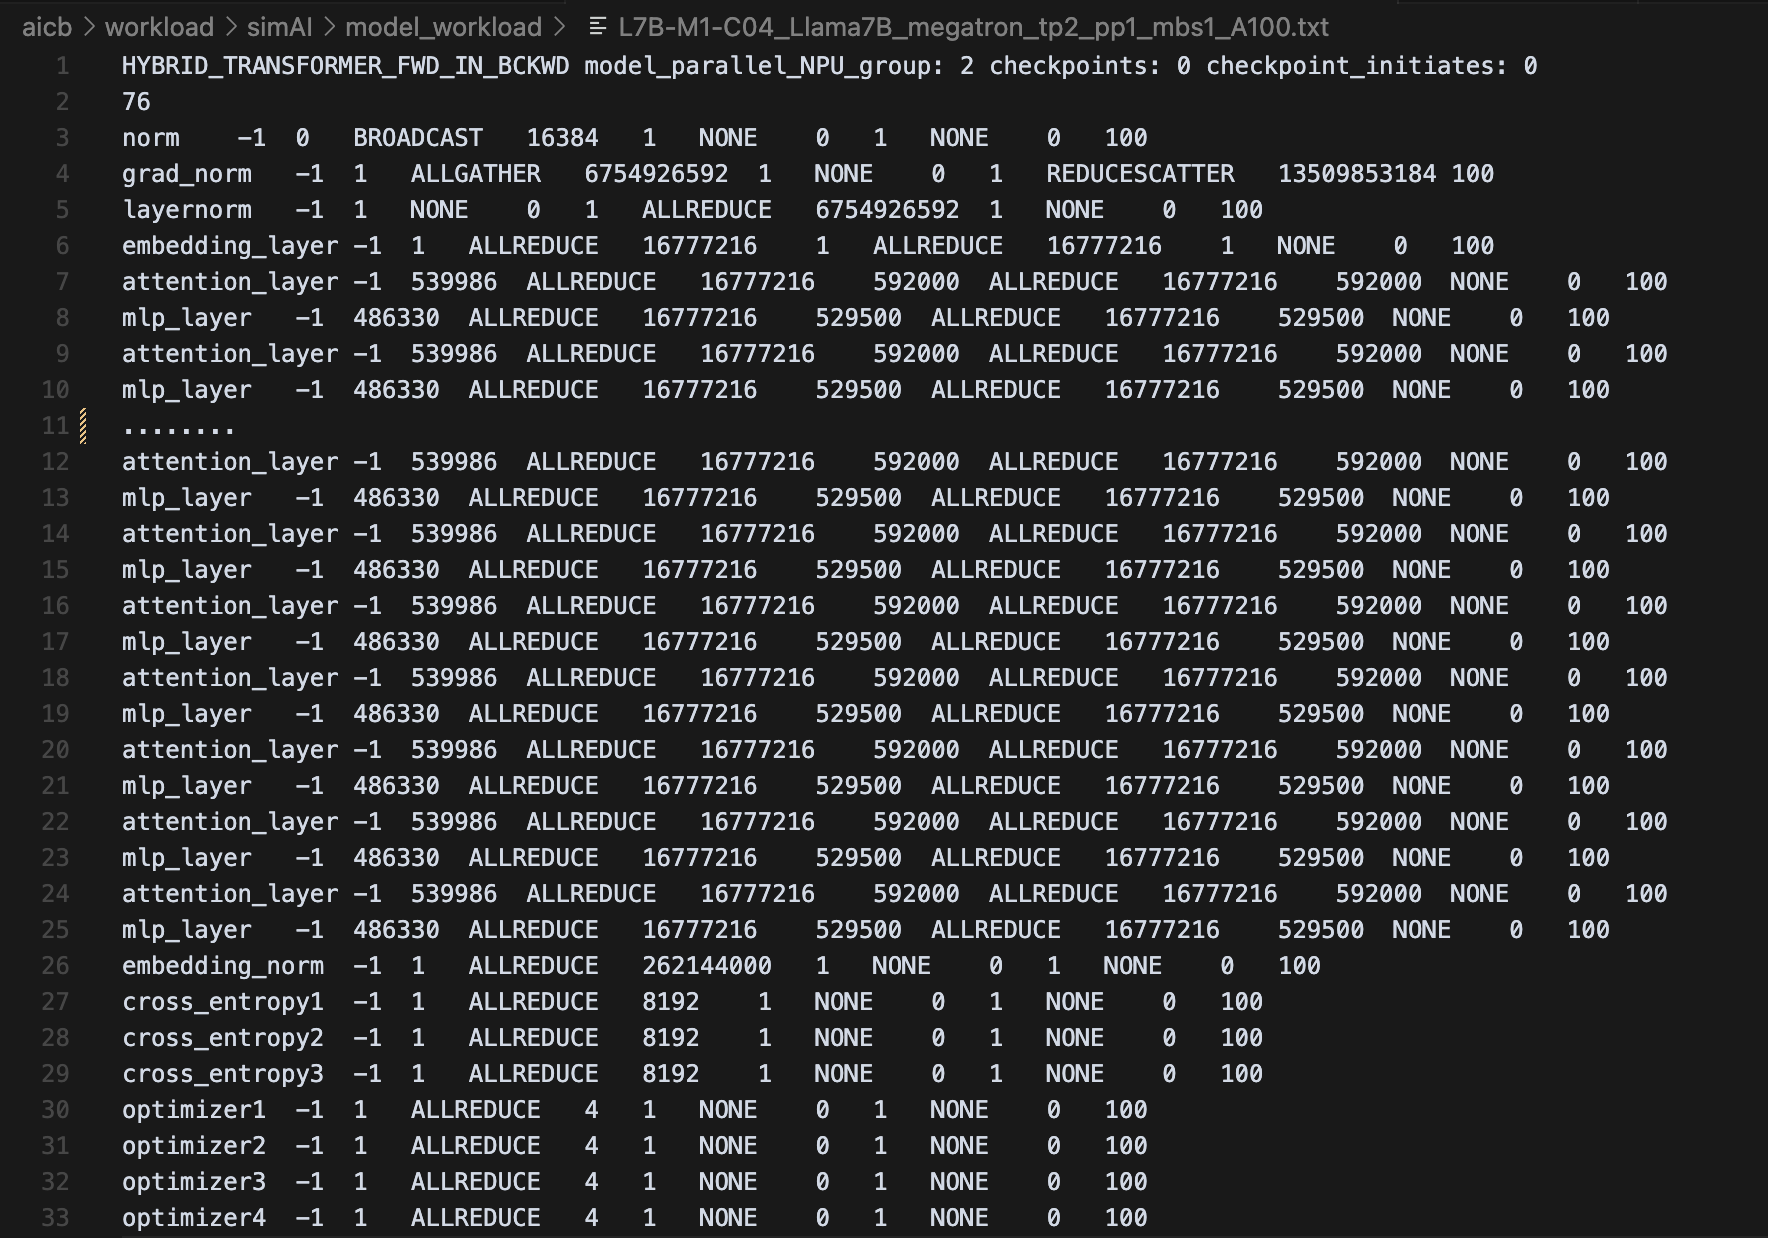 aicb > workload > simAI > model_workload > L7B-M1-C04_Llama7B_megatron_tp2_pp1_mbs1_A100.txt
1 HYBRID_TRANSFORMER_FWD_IN_BCKWD model_parallel_NPU_group: 2 checkpoints: 0 checkpoint_initiates: 0
2 76
3 norm -1 0 BROADCAST 16384 1 NONE 0 1 NONE 0 100
4 grad_norm -1 1 ALLGATHER 6754926592 1 NONE 0 1 REDUCESCATTER 13509853184 100
5 layernorm -1 1 NONE 0 1 ALLREDUCE 6754926592 1 NONE 0 100
6 embedding_layer -1 1 ALLREDUCE 16777216 1 ALLREDUCE 16777216 1 NONE 0 100
7 attention_layer -1 539986 ALLREDUCE 16777216 592000 ALLREDUCE 16777216 592000 NONE 0 100
8 mlp_layer -1 486330 ALLREDUCE 16777216 529500 ALLREDUCE 16777216 529500 NONE 0 100
9 attention_layer -1 539986 ALLREDUCE 16777216 592000 ALLREDUCE 16777216 592000 NONE 0 100
10 mlp_layer -1 486330 ALLREDUCE 16777216 529500 ALLREDUCE 16777216 529500 NONE 0 100
11 ........
12 attention_layer -1 539986 ALLREDUCE 16777216 592000 ALLREDUCE 16777216 592000 NONE 0 100
13 mlp_layer -1 486330 ALLREDUCE 16777216 529500 ALLREDUCE 16777216 529500 NONE 0 100
14 attention_layer -1 539986 ALLREDUCE 16777216 592000 ALLREDUCE 16777216 592000 NONE 0 100
15 mlp_layer -1 486330 ALLREDUCE 16777216 529500 ALLREDUCE 16777216 529500 NONE 0 100
16 attention_layer -1 539986 ALLREDUCE 16777216 592000 ALLREDUCE 16777216 592000 NONE 0 100
17 mlp_layer -1 486330 ALLREDUCE 16777216 529500 ALLREDUCE 16777216 529500 NONE 0 100
18 attention_layer -1 539986 ALLREDUCE 16777216 592000 ALLREDUCE 16777216 592000 NONE 0 100
19 mlp_layer -1 486330 ALLREDUCE 16777216 529500 ALLREDUCE 16777216 529500 NONE 0 100
20 attention_layer -1 539986 ALLREDUCE 16777216 592000 ALLREDUCE 16777216 592000 NONE 0 100
21 mlp_layer -1 486330 ALLREDUCE 16777216 529500 ALLREDUCE 16777216 529500 NONE 0 100
22 attention_layer -1 539986 ALLREDUCE 16777216 592000 ALLREDUCE 16777216 592000 NONE 0 100
23 mlp_layer -1 486330 ALLREDUCE 16777216 529500 ALLREDUCE 16777216 529500 NONE 0 100
24 attention_layer -1 539986 ALLREDUCE 16777216 592000 ALLREDUCE 16777216 592000 NONE 0 100
25 mlp_layer -1 486330 ALLREDUCE 16777216 529500 ALLREDUCE 16777216 529500 NONE 0 100
26 embedding_norm -1 1 ALLREDUCE 262144000 1 NONE 0 1 NONE 0 100
27 cross_entropy1 -1 1 ALLREDUCE 8192 1 NONE 0 1 NONE 0 100
28 cross_entropy2 -1 1 ALLREDUCE 8192 1 NONE 0 1 NONE 0 100
29 cross_entropy3 -1 1 ALLREDUCE 8192 1 NONE 0 1 NONE 0 100
30 optimizer1 -1 1 ALLREDUCE 4 1 NONE 0 1 NONE 0 100
31 optimizer2 -1 1 ALLREDUCE 4 1 NONE 0 1 NONE 0 100
32 optimizer3 -1 1 ALLREDUCE 4 1 NONE 0 1 NONE 0 100
33 optimizer4 -1 1 ALLREDUCE 4 1 NONE 0 1 NONE 0 100